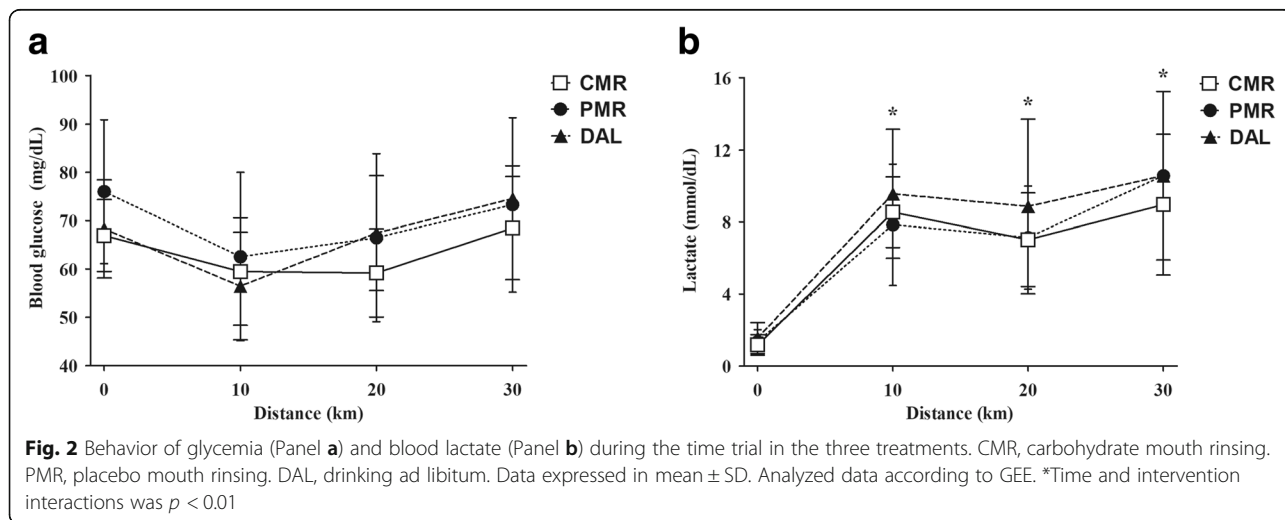 a
100
90
80
70
60
50
40
Blood glucose (mg/dL)
0 10 20 30
Distance (km)
CMR
PMR
DAL
b
16
12
8
4
0
Lactate (mmol/dL)
* * *
0 10 20 30
Distance (km)
CMR
PMR
DAL
Fig. 2 Behavior of glycemia (Panel a) and blood lactate (Panel b) during the time trial in the three treatments. CMR, carbohydrate mouth rinsing.
PMR, placebo mouth rinsing. DAL, drinking ad libitum. Data expressed in mean ± SD. Analyzed data according to GEE. *Time and intervention
interactions was p < 0.01